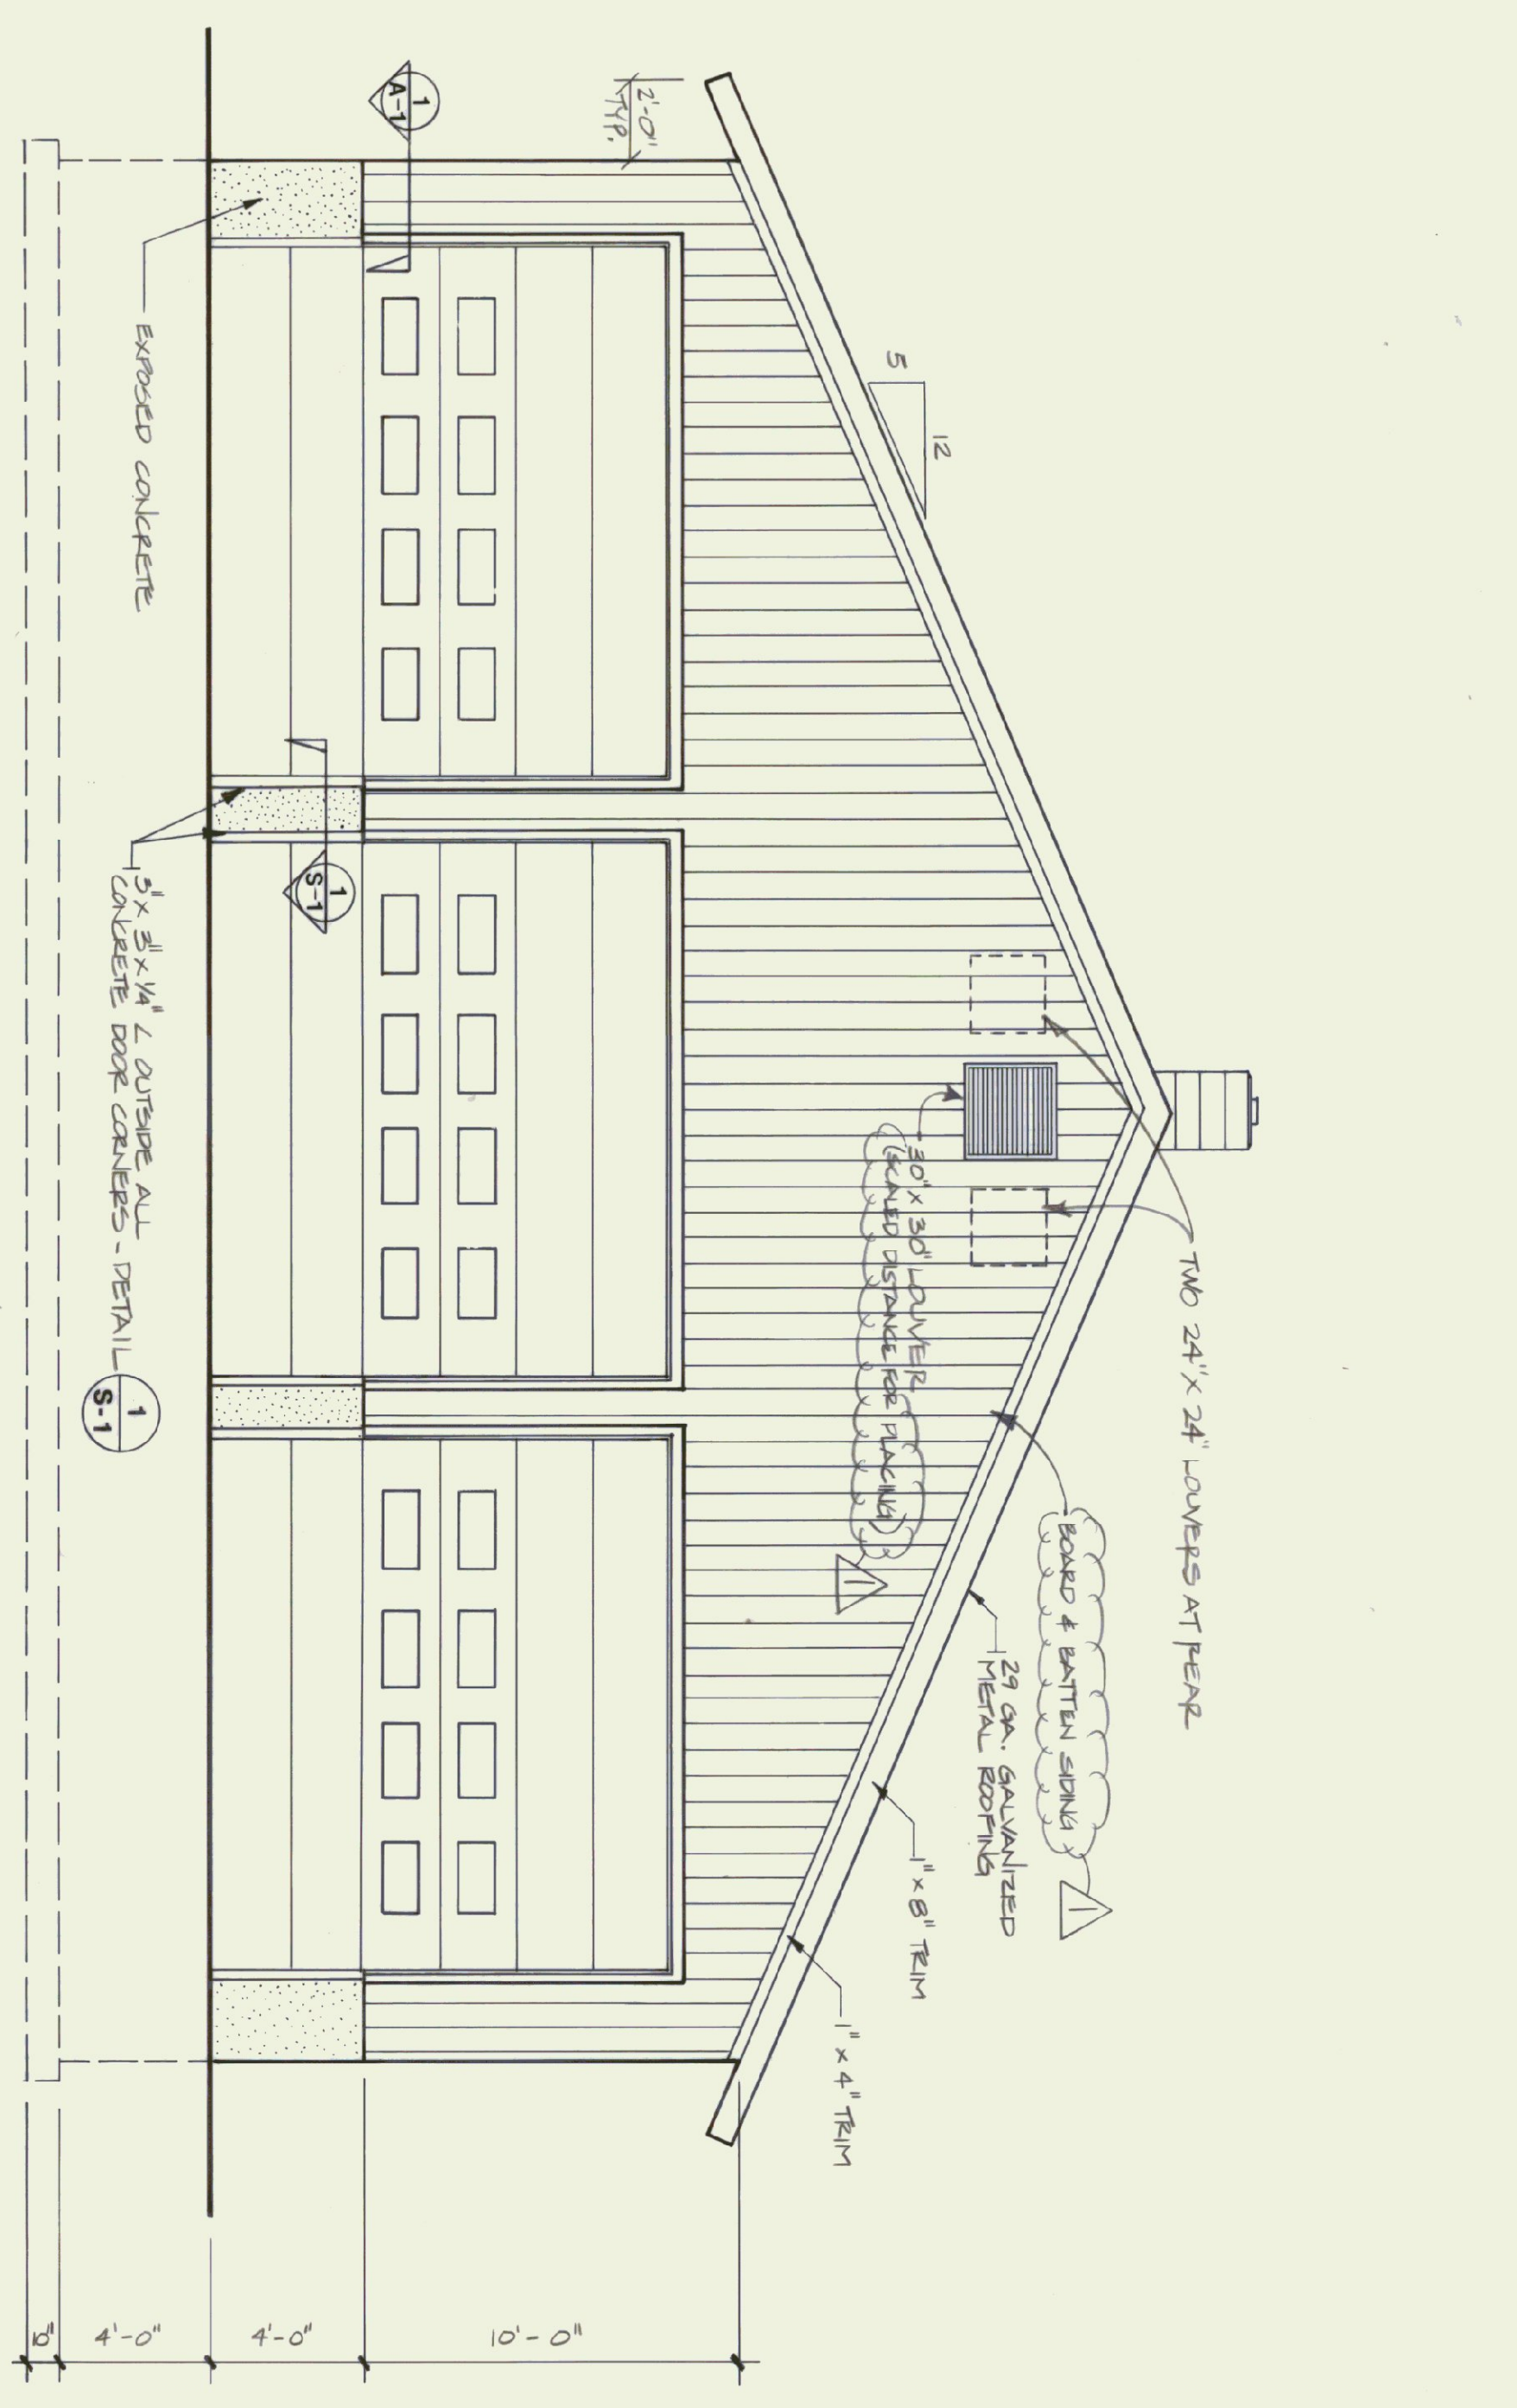 TWO 24" x 24" LOUVERS AT REAR
BOARD & BATTEN SIDING
1
29 GA. GALVANIZED
METAL ROOFING
12
5
1" x 8" TRIM
30" x 30" LOUVER
(SCALED DISTANCE FOR PLACING)
1
1" x 4" TRIM
2'-0"
TYP.
1
A-1
1
S-1
EXPOSED CONCRETE
3" x 3" x 1/4" L OUTSIDE ALL
CONCRETE DOOR CORNERS - DETAIL
1
S-1
10'-0"
4'-0"
4'-0"
10"